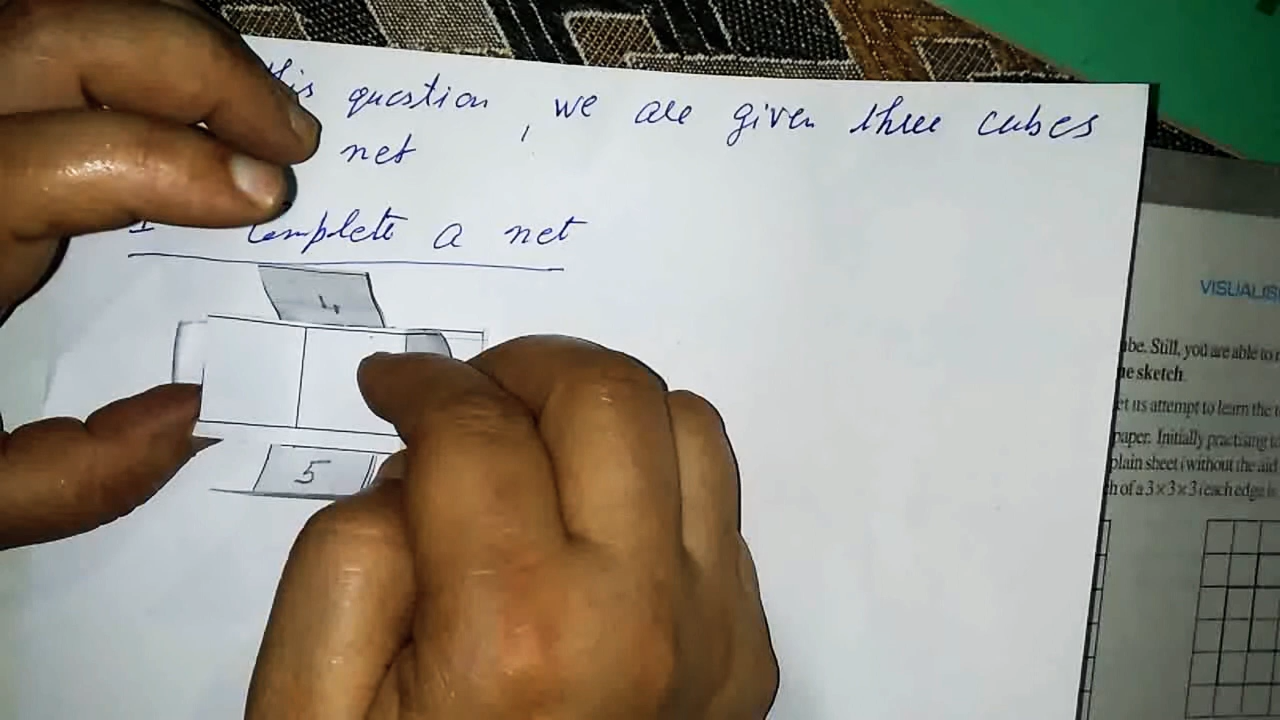 this question, we are given three cubes
net
Complete a net
4
5
VISUALIS
be. Still, you are able to
he sketch.
et us attempt to learn the
paper. Initially practising
plain sheet (without the aid
h of a 3×3×3 (each edge is